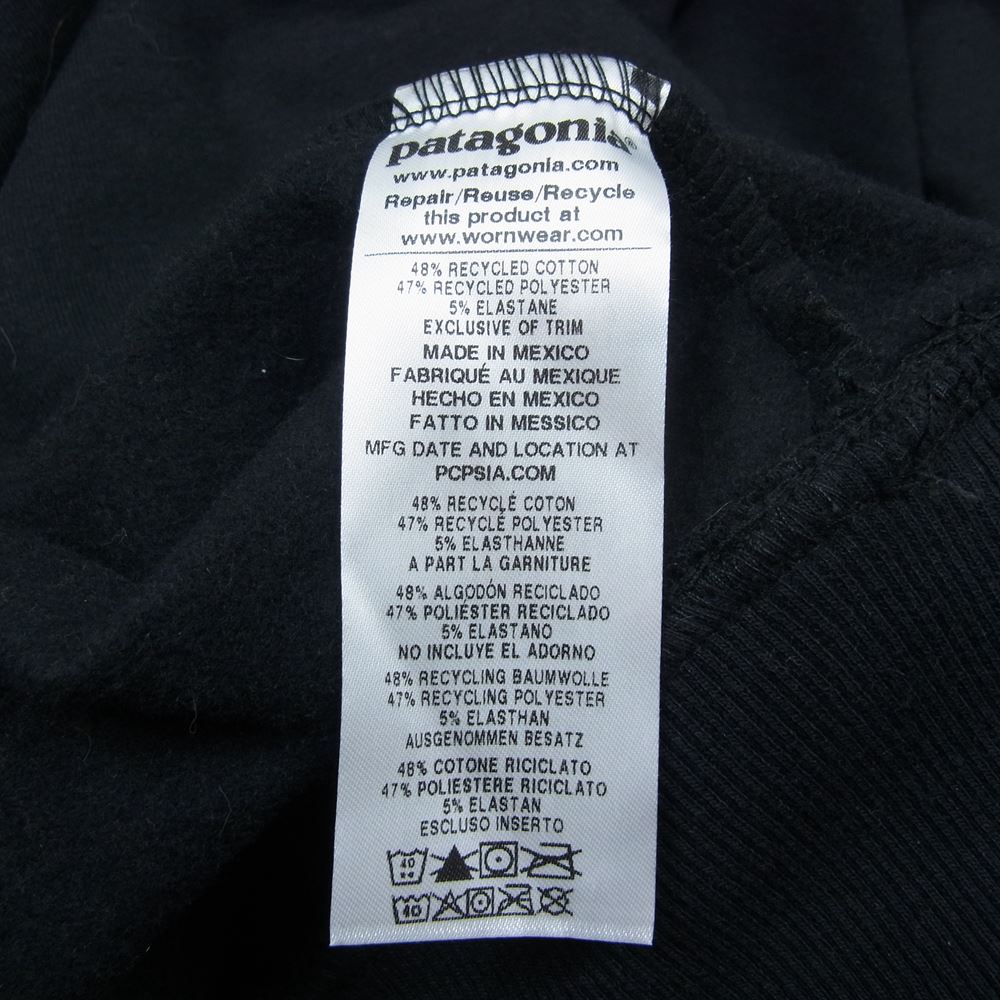 patagonia®
www.patagonia.com
Repair/Reuse/Recycle
this product at
www.wornwear.com
48% RECYCLED COTTON
47% RECYCLED POLYESTER
5% ELASTANE
EXCLUSIVE OF TRIM
MADE IN MEXICO
FABRIQUÉ AU MEXIQUE
HECHO EN MEXICO
FATTO IN MESSICO
MFG DATE AND LOCATION AT
PCPSIA.COM
48% RECYCLÉ COTON
47% RECYCLÉ POLYESTER
5% ELASTHANNE
A PART LA GARNITURE
48% ALGODÓN RECICLADO
47% POLIÉSTER RECICLADO
5% ELASTANO
NO INCLUYE EL ADORNO
48% RECYCLING BAUMWOLLE
47% RECYCLING POLYESTER
5% ELASTHAN
AUSGENOMMEN BESATZ
48% COTONE RICICLATO
47% POLIESTERE RICICLATO
5% ELASTAN
ESCLUSO INSERTO
40
40